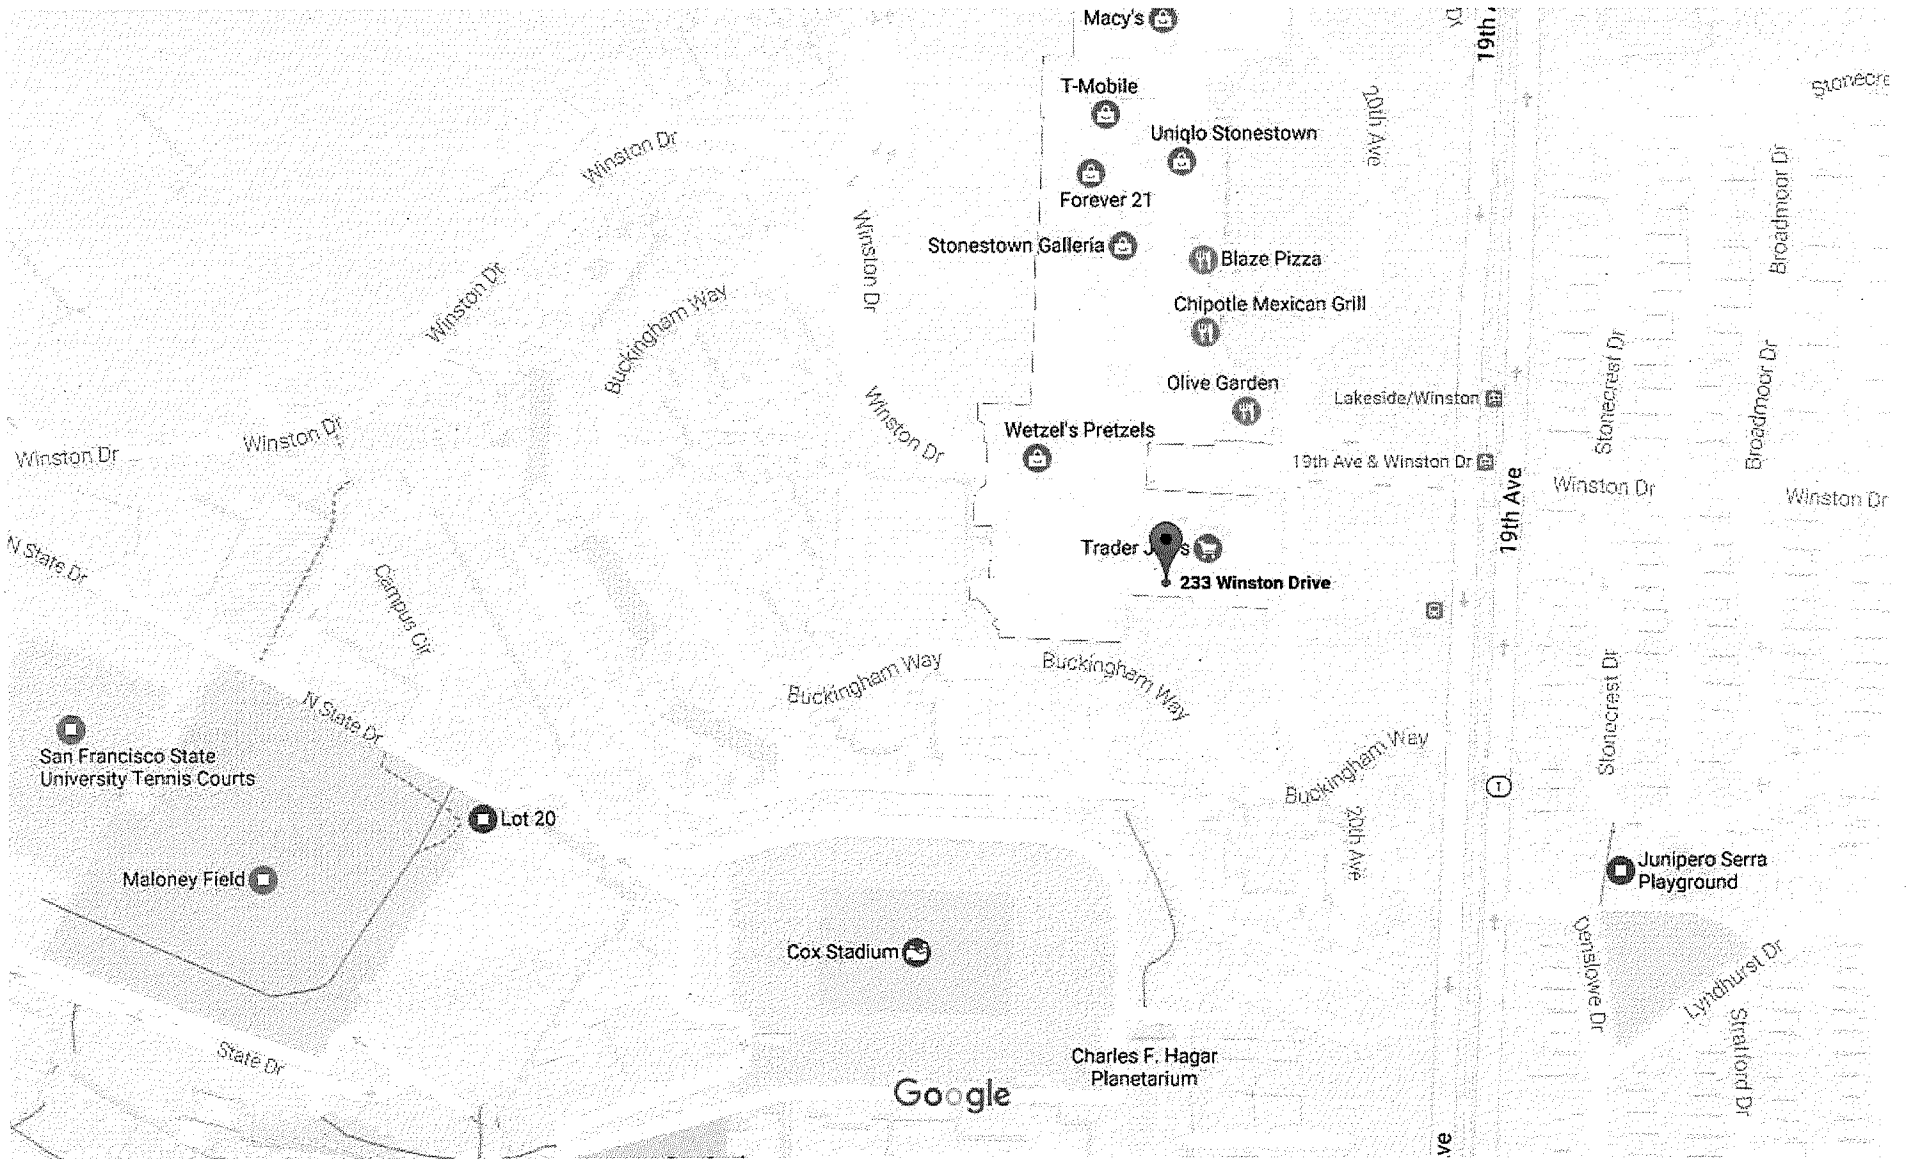 Macy's
19th
T-Mobile
Stonecre
20th Ave
Uniqlo Stonestown
Winston Dr
Broadmoor Dr
Forever 21
Winston Dr
Stonestown Galleria
Blaze Pizza
Winston Dr
Buckingham Way
Chipotle Mexican Grill
Stonecrest Dr
Broadmoor Dr
Olive Garden
Lakeside/Winston
Winston Dr
Wetzel's Pretzels
Winston Dr
Winston Dr
19th Ave & Winston Dr
19th Ave
Winston Dr
Winston Dr
N State Dr
Trader
233 Winston Drive
Campus Cir
Buckingham Way
Buckingham Way
Stonecrest Dr
N State Dr
San Francisco State
University Tennis Courts
Buckingham Way
1
Lot 20
20th Ave
Maloney Field
Junipero Serra
Playground
Cox Stadium
Denslowe Dr
Lyndhurst Dr
State Dr
Charles F. Hagar
Planetarium
Stratford Dr
Google
ve